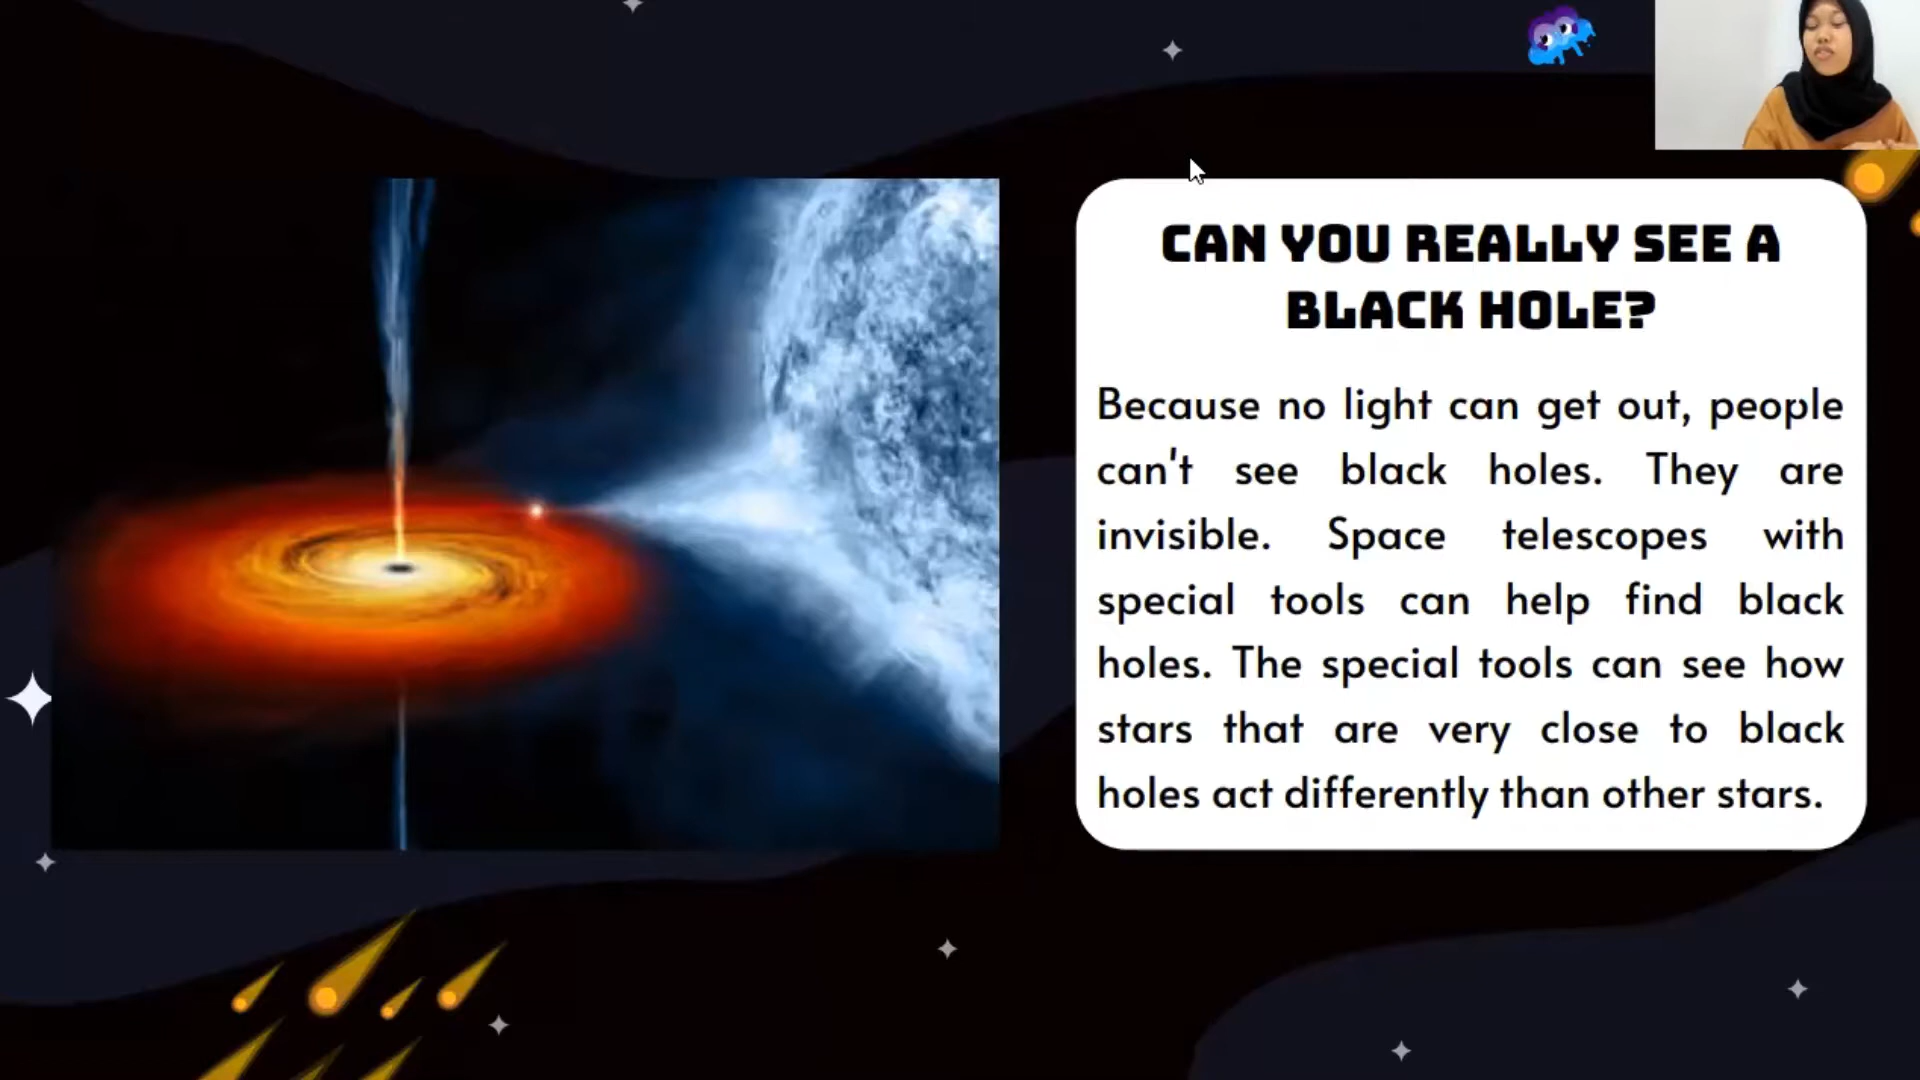 CAN YOU REALLY SEE A
BLACK HOLE?
Because no light can get out, people
can't see black holes. They are
invisible. Space telescopes with
special tools can help find black
holes. The special tools can see how
stars that are very close to black
holes act differently than other stars.